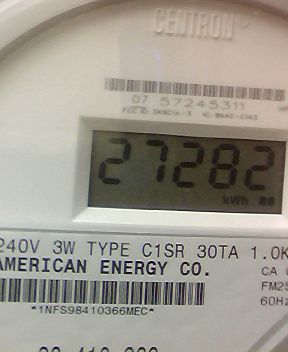 CENTRON®
07 57245311
27282
kWh
240V 3W TYPE C1SR 30TA 1.0K
AMERICAN ENERGY CO.
CA
FM2S
60Hz
*1NFS98410366MEC*